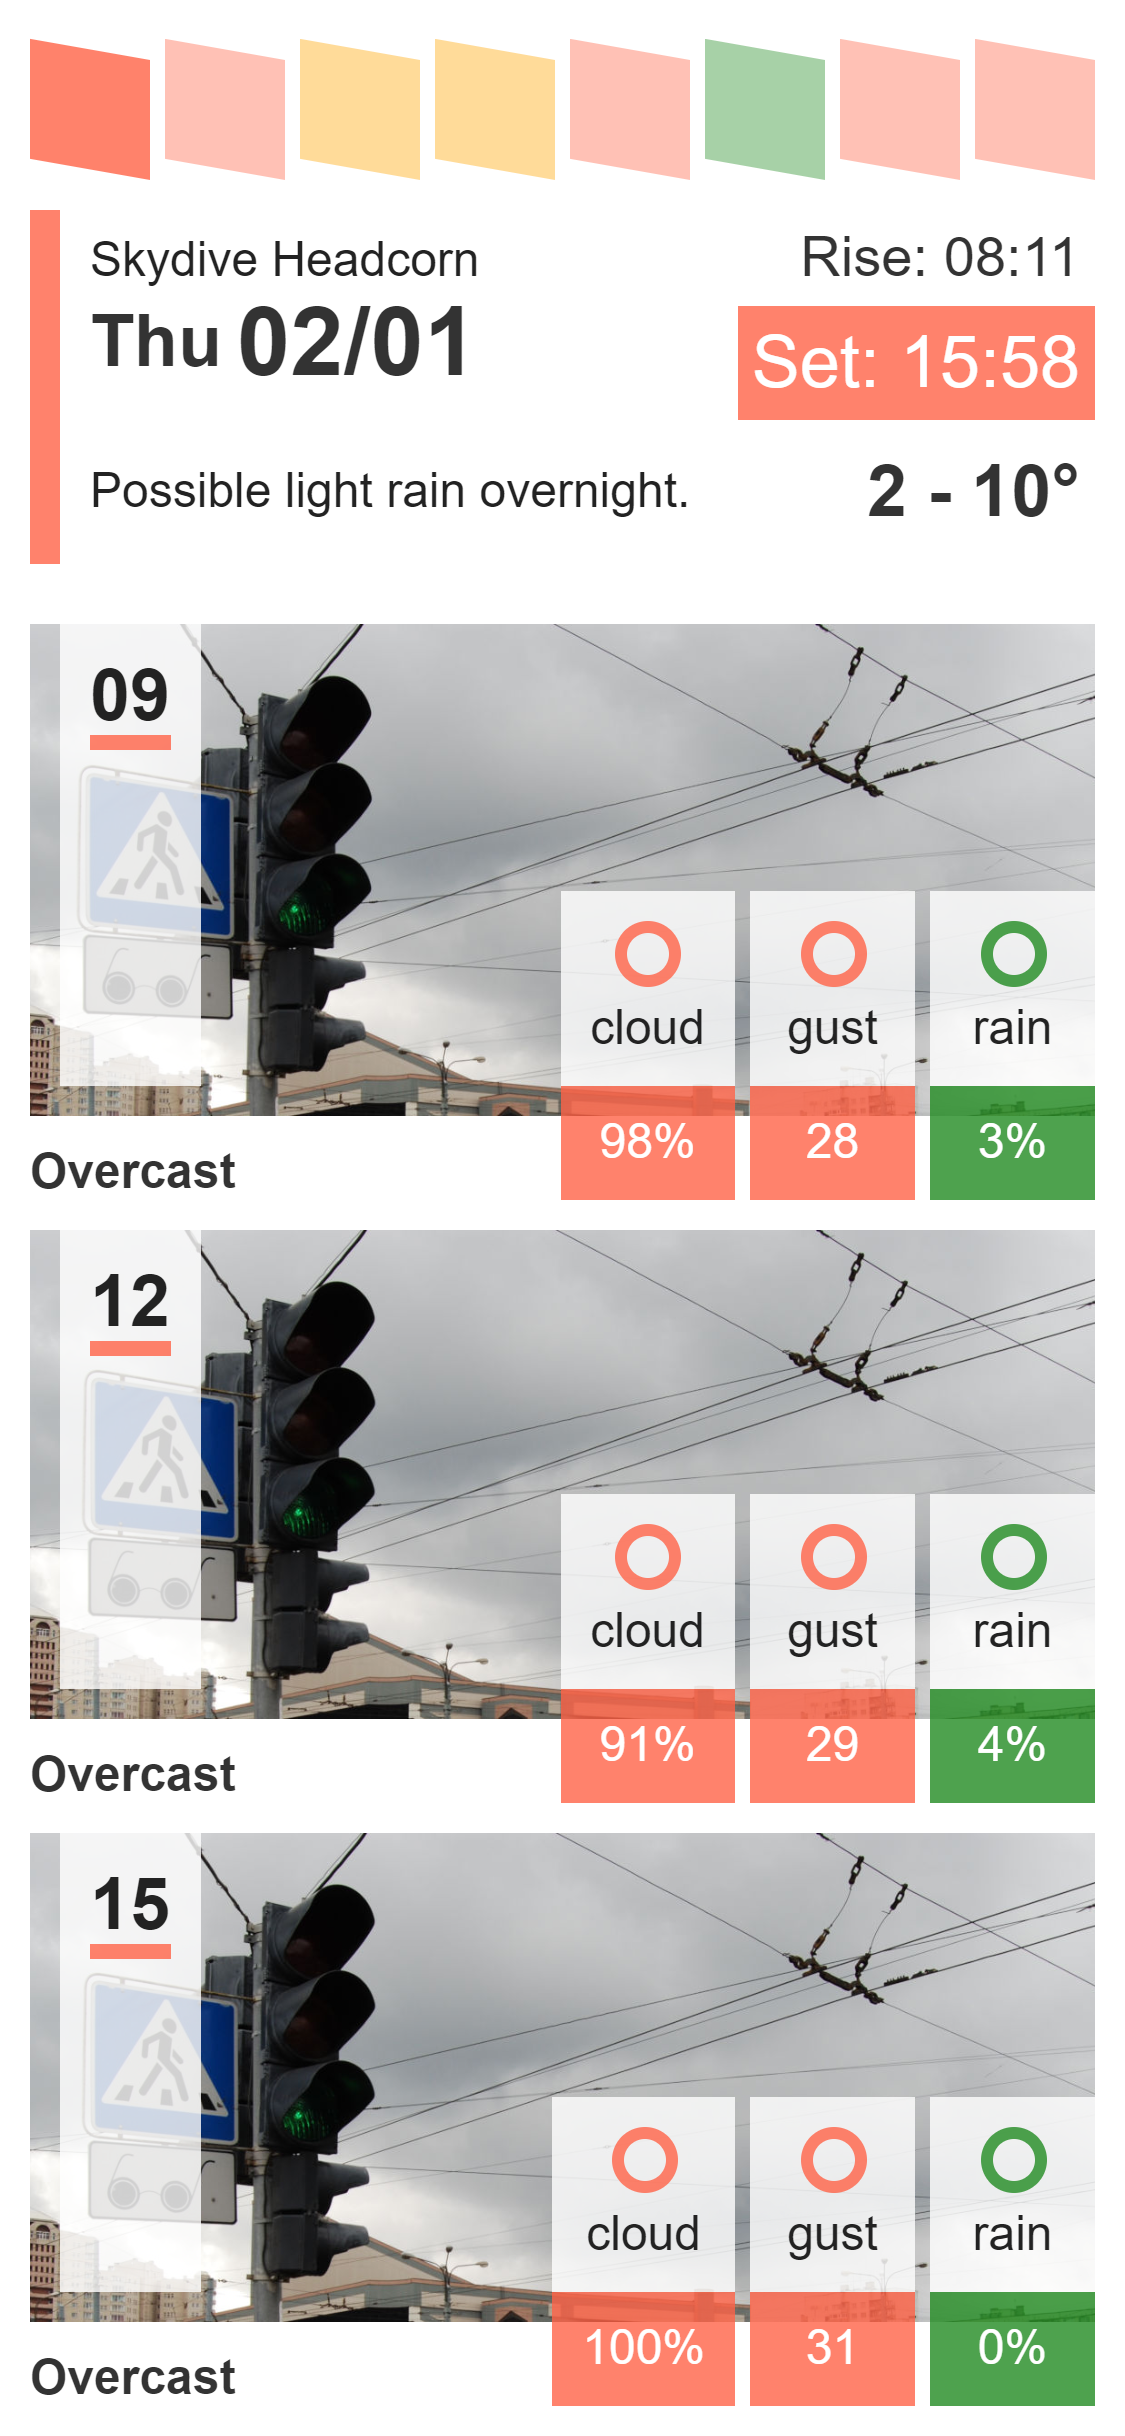 Skydive Headcorn
Rise: 08:11
Thu 02/01
Set: 15:58
Possible light rain overnight.
2 - 10°
09
cloud gust rain
98% 28 3%
Overcast
12
cloud gust rain
91% 29 4%
Overcast
15
cloud gust rain
100% 31 0%
Overcast